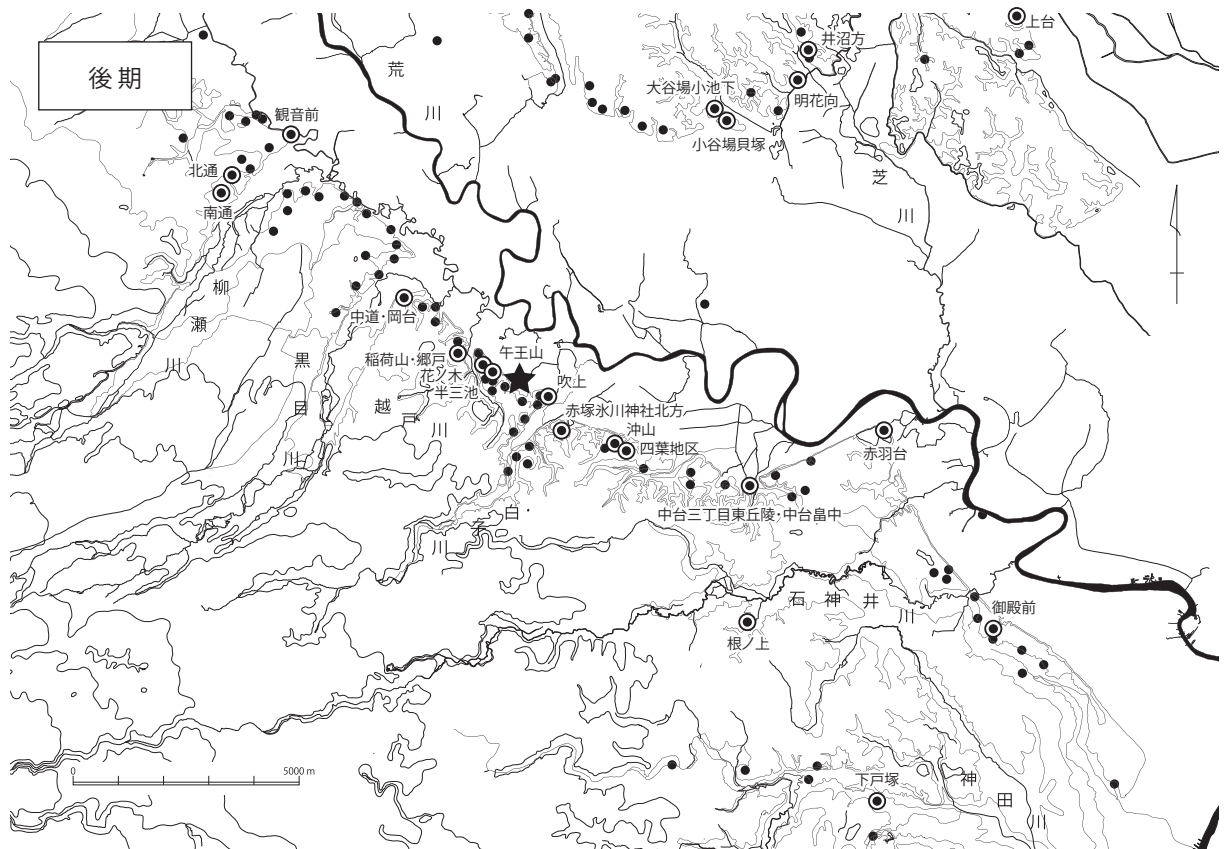 後期
上台
井沼方
荒川
大谷場小池下
明花向
小谷場貝塚
観音前
北通
南通
芝川
柳瀬川
中道・岡台
黒目川
稲荷山・郷戸
花ノ木
半三池
午王山
吹上
越戸川
赤塚氷川神社北方
沖山
四葉地区
赤羽台
白子川
中台三丁目東丘陵・中台畠中
石神井川
御殿前
根ノ上
0
5000 m
下戸塚
神田川